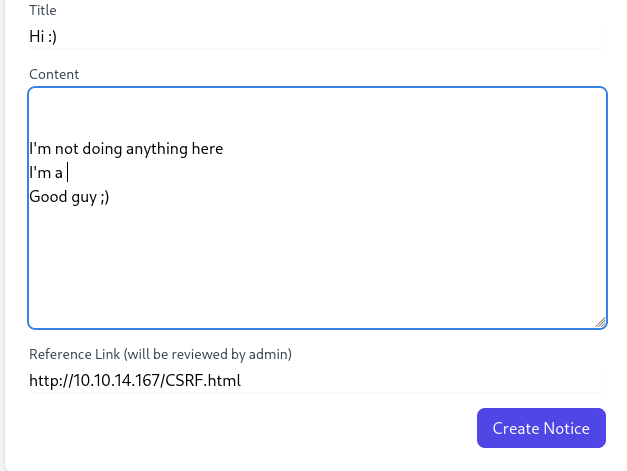 Title
Hi :)
Content
I'm not doing anything here
I'm a
Good guy ;)
Reference Link (will be reviewed by admin)
http://10.10.14.167/CSRF.html
Create Notice